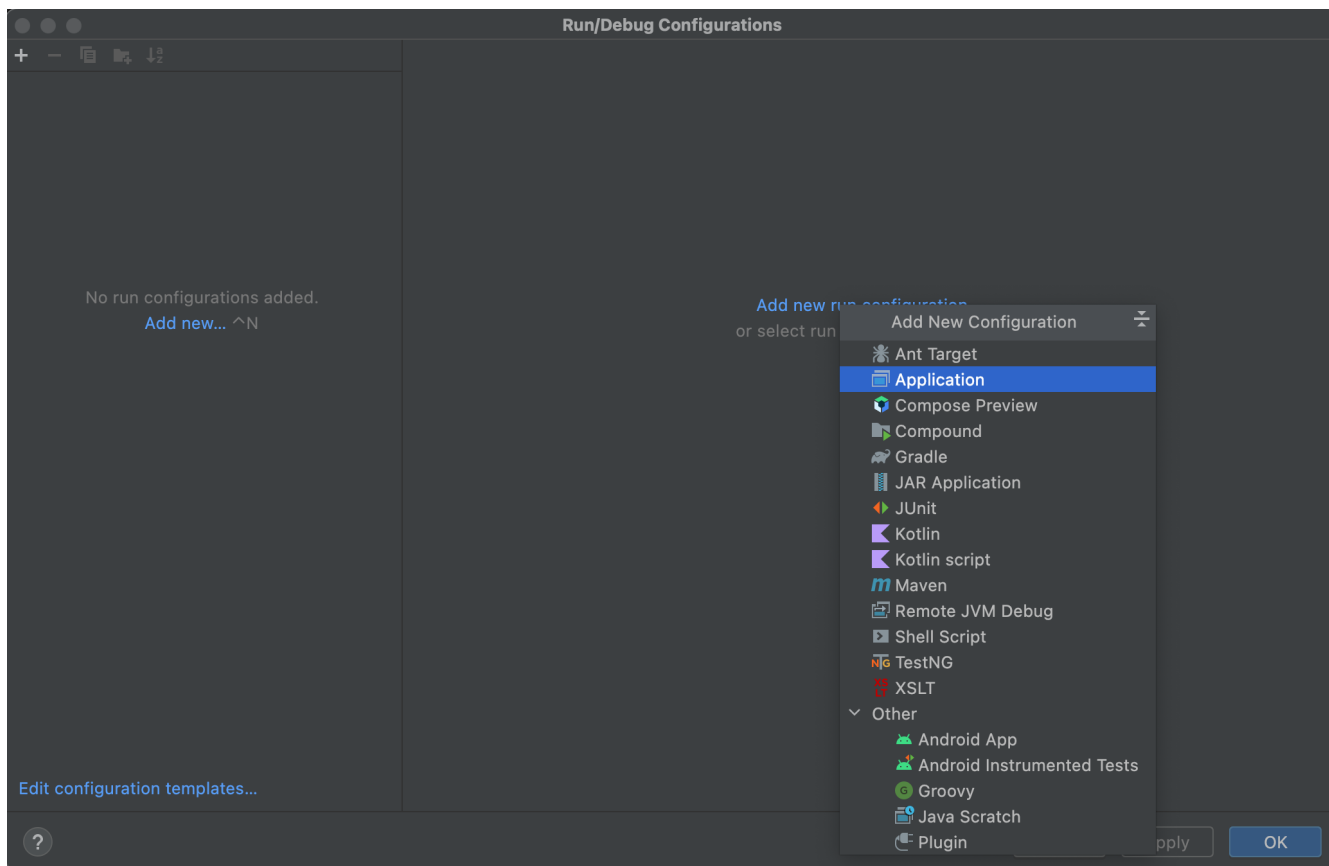 Run/Debug Configurations
No run configurations added.
Add new... ^N
Add new run configuration
or select run
Add New Configuration
Ant Target
Application
Compose Preview
Compound
Gradle
JAR Application
JUnit
Kotlin
Kotlin script
Maven
Remote JVM Debug
Shell Script
TestNG
XSLT
Other
Android App
Android Instrumented Tests
Groovy
Java Scratch
Plugin
Edit configuration templates...
?
pply
OK